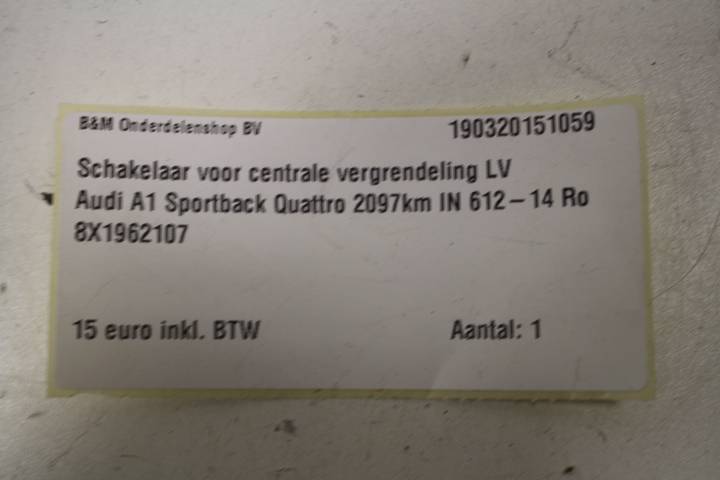 B&M Onderdelenshop BV 190320151059
Schakelaar voor centrale vergrendeling LV
Audi A1 Sportback Quattro 2097km IN 612-14 Ro
8X1962107
15 euro inkl. BTW Aantal: 1